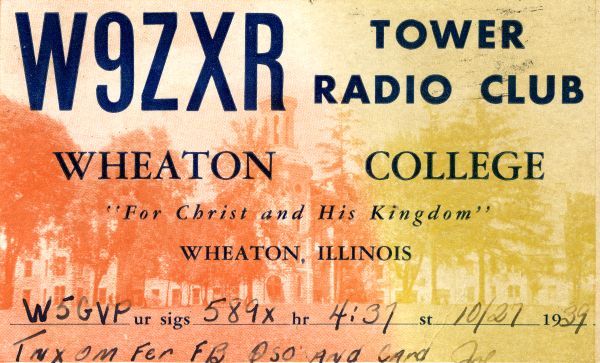 W9ZXR
TOWER
RADIO CLUB
WHEATON COLLEGE
"For Christ and His Kingdom"
WHEATON, ILLINOIS
W5GVP ur sigs 589x hr 4:37 st 10/27 1939
TNX OM FER FB QSO AND CARD